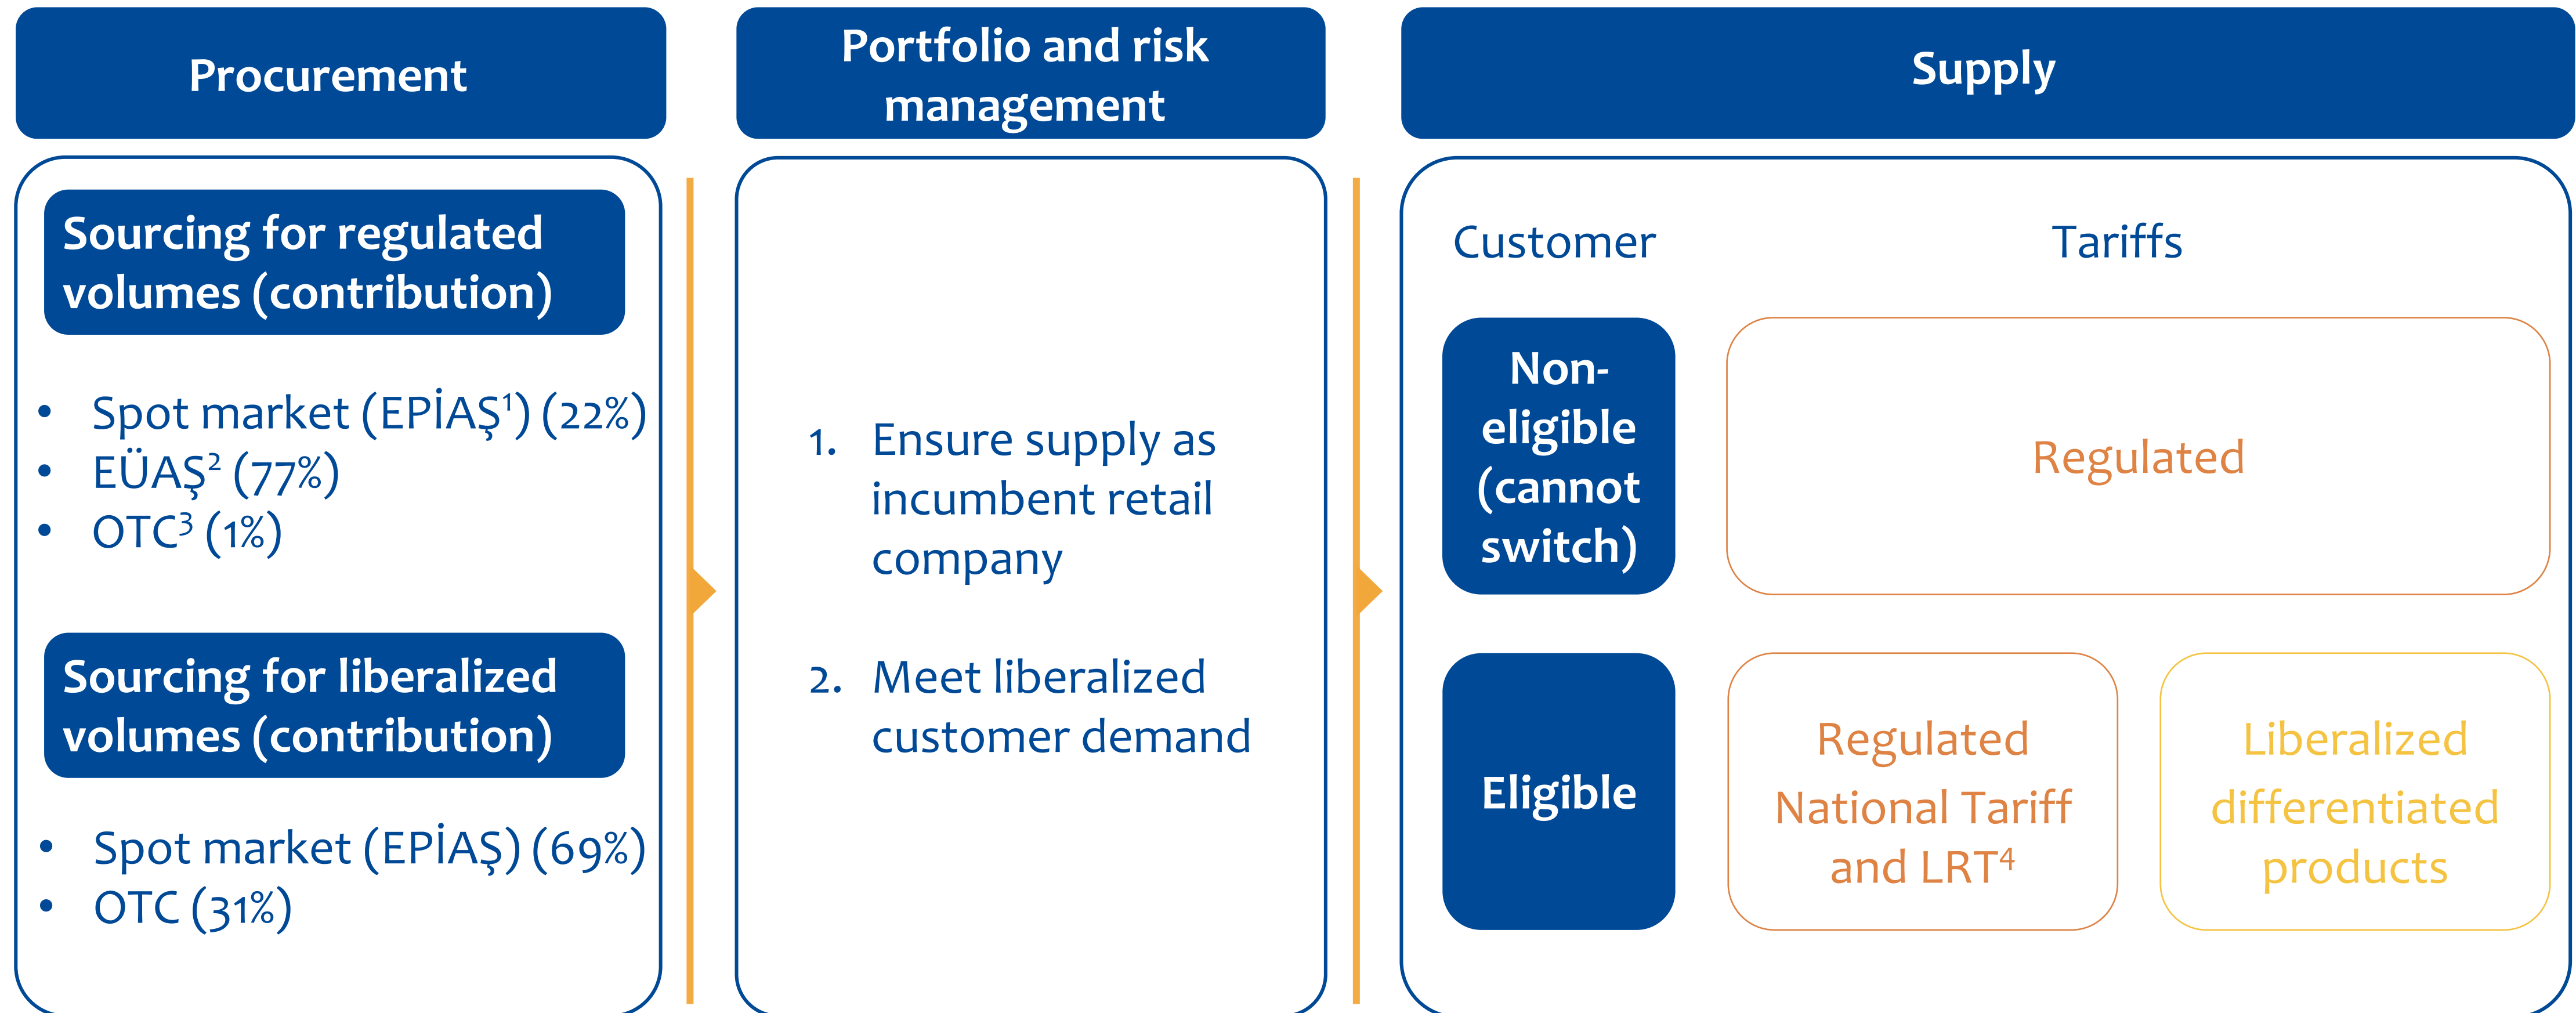 Procurement
Sourcing for regulated
volumes (contribution)
• Spot market (EPİAŞ¹) (22%)
• EÜAŞ² (77%)
• OTC³ (1%)
Sourcing for liberalized
volumes (contribution)
• Spot market (EPİAŞ) (69%)
• OTC (31%)
Portfolio and risk
management
1. Ensure supply as
incumbent retail
company
2. Meet liberalized
customer demand
Supply
Customer
Tariffs
Non-
eligible
(cannot
switch)
Regulated
Eligible
Regulated
National Tariff
and LRT⁴
Liberalized
differentiated
products